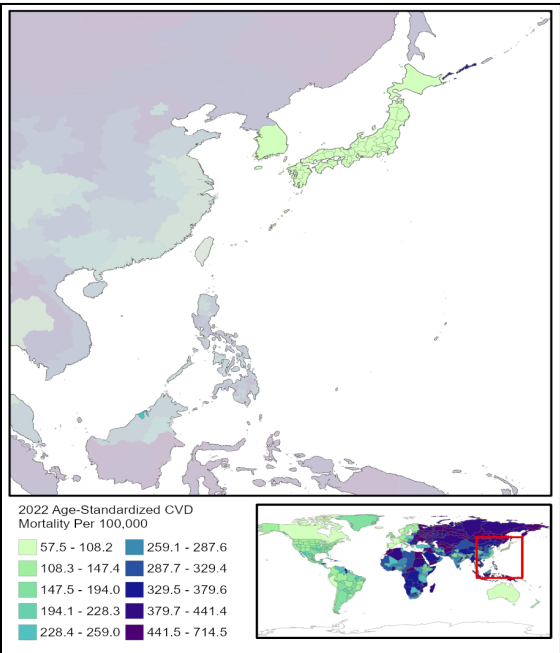 2022 Age-Standardized CVD
Mortality Per 100,000
57.5 - 108.2
108.3 - 147.4
147.5 - 194.0
194.1 - 228.3
228.4 - 259.0
259.1 - 287.6
287.7 - 329.4
329.5 - 379.6
379.7 - 441.4
441.5 - 714.5